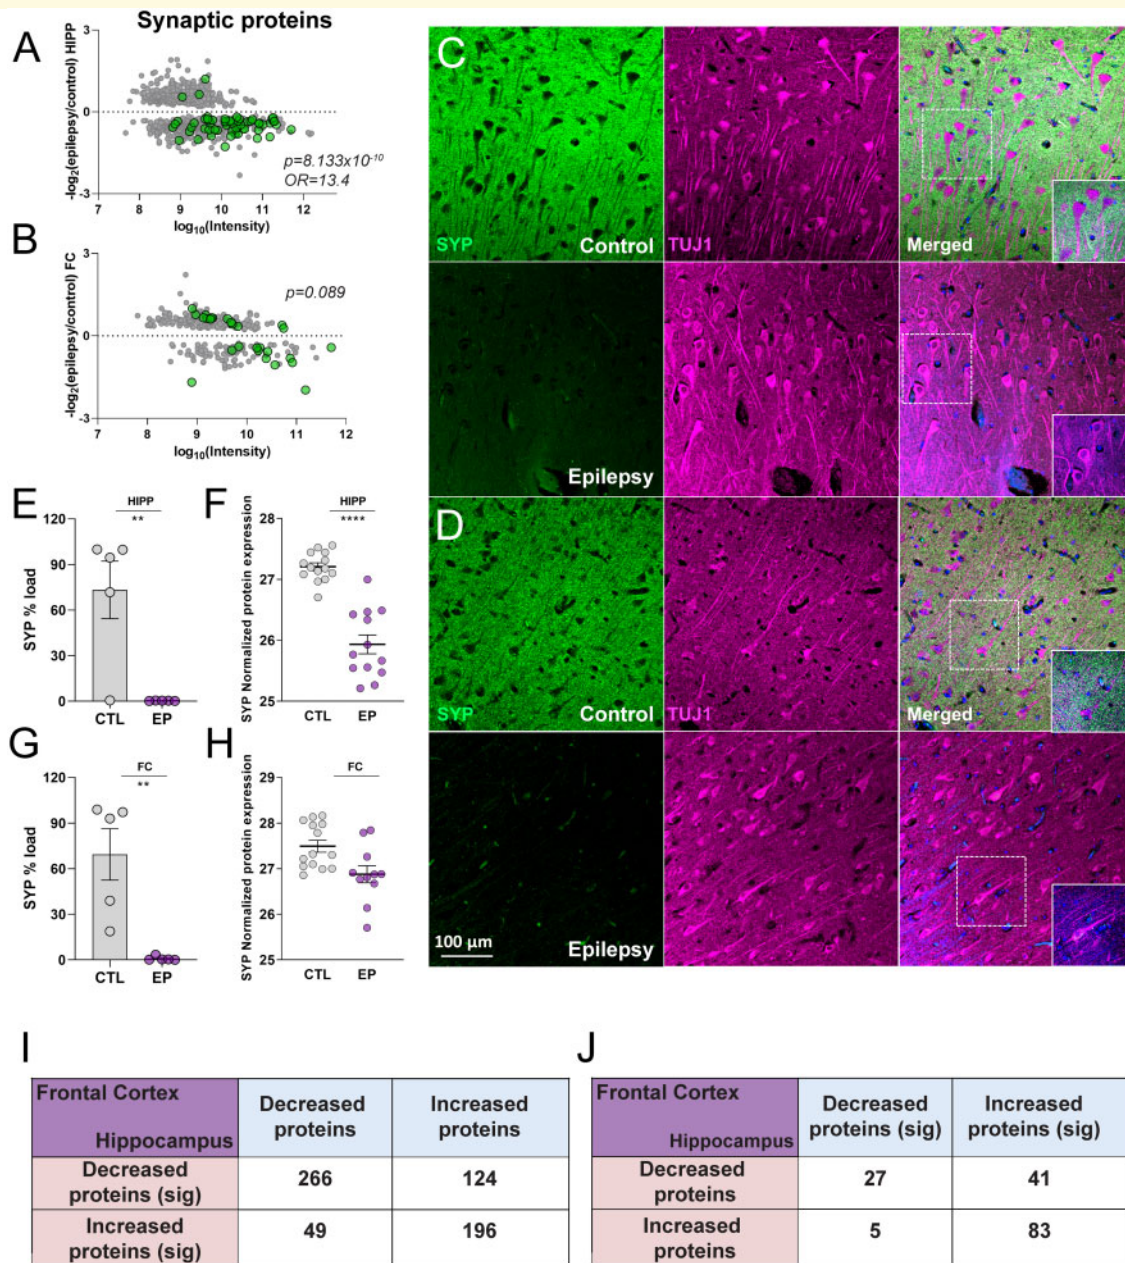 Synaptic proteins
A
-log2(epilepsy/control) HIPP
3
0
-3
p=8.133x10^-10
OR=13.4
7 8 9 10 11 12
log10(Intensity)
B
-log2(epilepsy/control) FC
3
0
-3
p=0.089
7 8 9 10 11 12
log10(Intensity)
C
SYP
Control
TUJ1
Merged
Epilepsy
D
SYP
Control
TUJ1
Merged
100 µm
Epilepsy
E
HIPP
**
SYP % load
120
90
60
30
0
CTL EP
F
HIPP
****
SYP Normalized protein expression
28
27
26
25
CTL EP
G
FC
**
SYP % load
120
90
60
30
0
CTL EP
H
FC
SYP Normalized protein expression
29
28
27
26
25
CTL EP
I
Frontal Cortex
Hippocampus
Decreased
proteins
Increased
proteins
Decreased
proteins (sig)
266
124
Increased
proteins (sig)
49
196
J
Frontal Cortex
Hippocampus
Decreased
proteins (sig)
Increased
proteins (sig)
Decreased
proteins
27
41
Increased
proteins
5
83